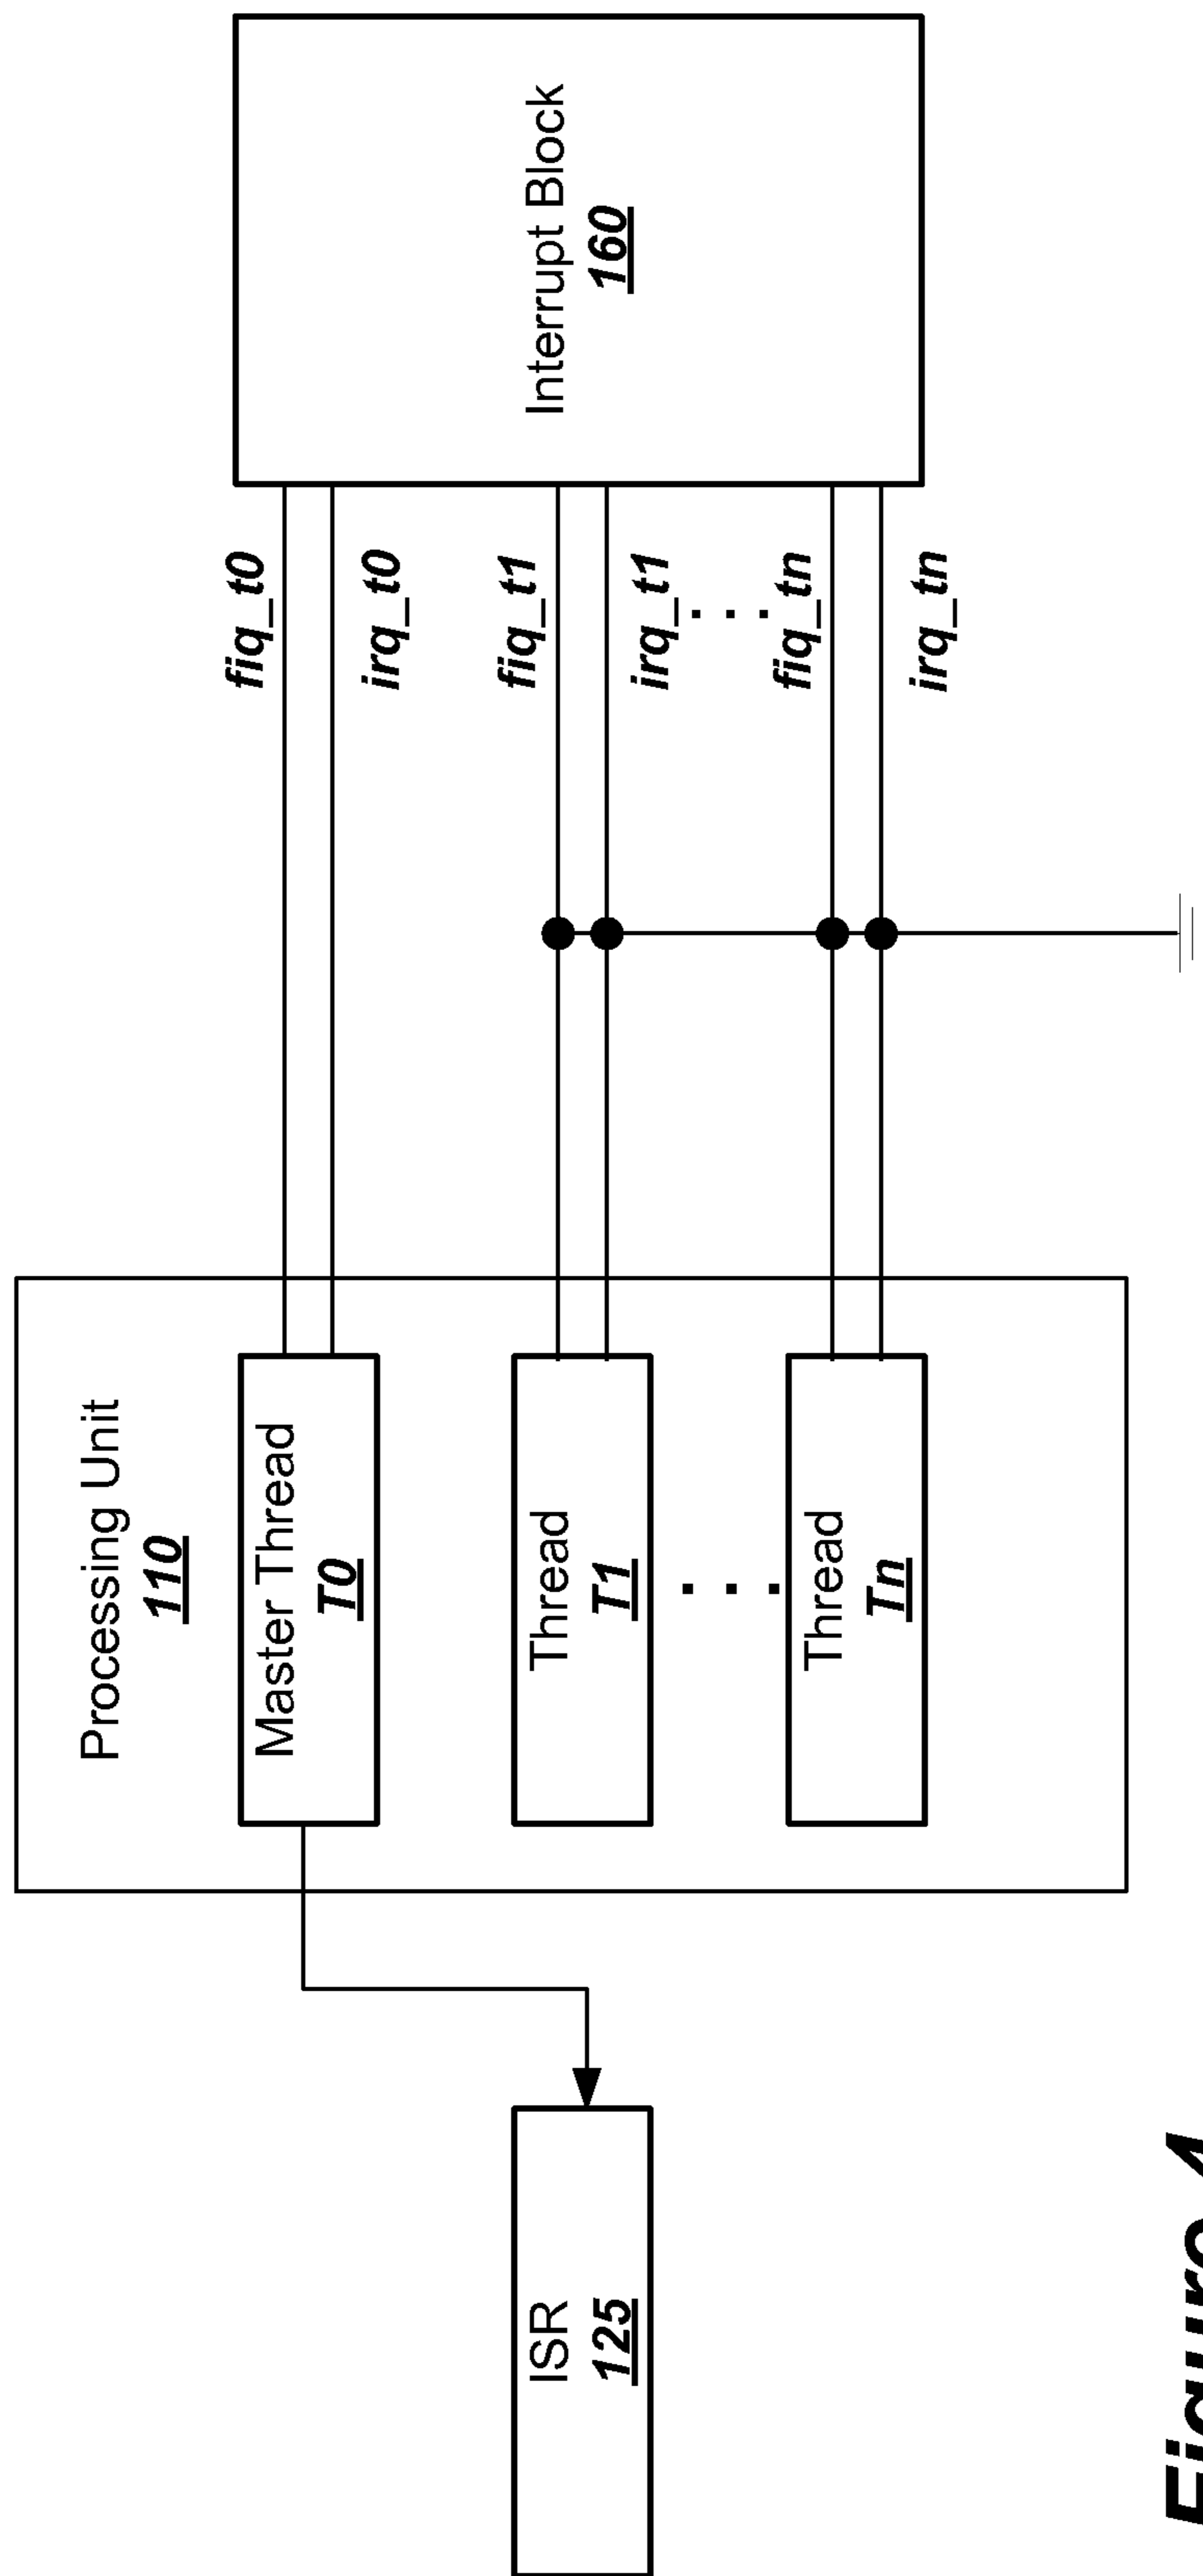 Processing Unit
110
Master Thread
T0
Thread
T1
. . .
Thread
Tn
ISR
125
fiq_t0
irq_t0
fiq_t1
irq_t1
. . .
fiq_tn
irq_tn
Interrupt Block
160
Figure 4